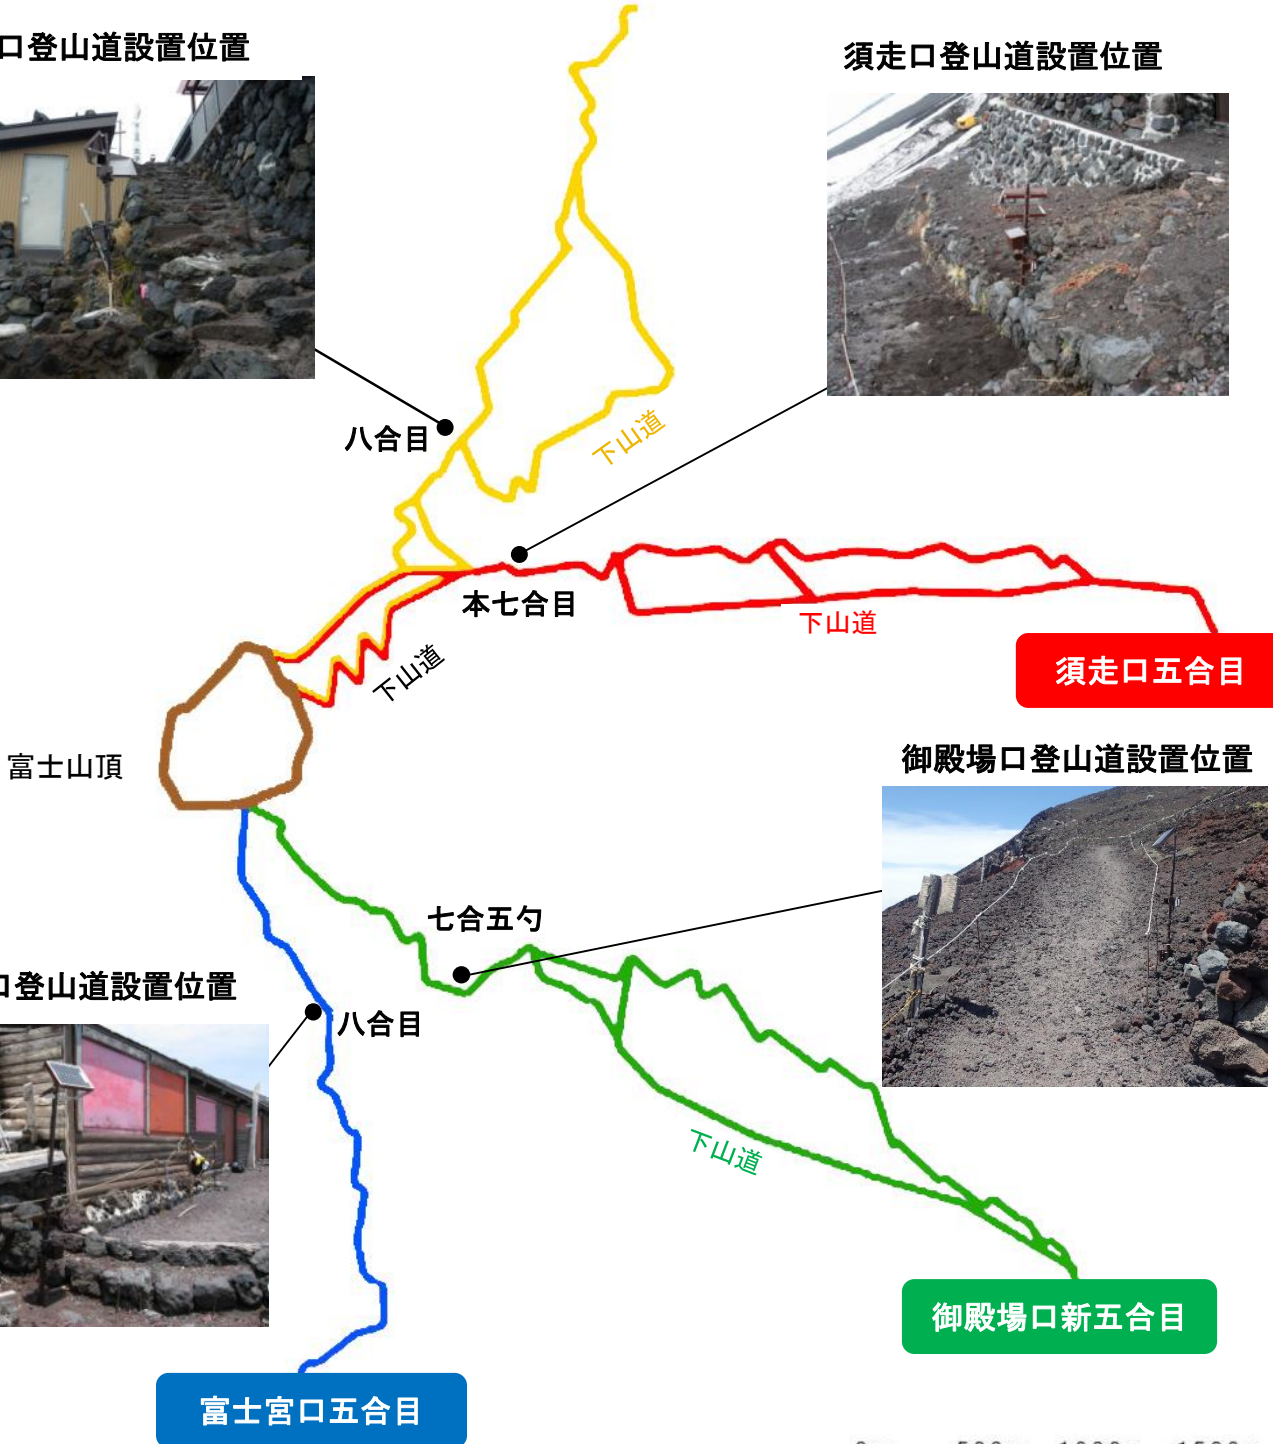 口登山道設置位置
須走口登山道設置位置
八合目
下山道
本七合目
下山道
須走口五合目
下山道
富士山頂
御殿場口登山道設置位置
七合五勺
口登山道設置位置
八合目
下山道
御殿場口新五合目
富士宮口五合目